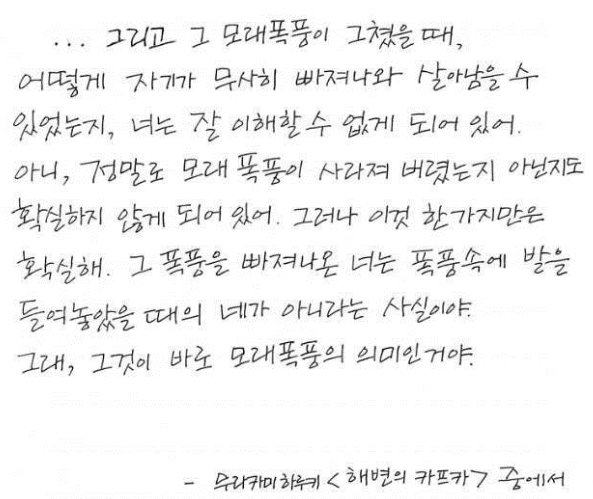 ... 그리고 그 모래폭풍이 그쳤을 때,
어떻게 자기가 무사히 빠져나와 살아남을 수
있었는지, 너는 잘 이해할 수 없게 되어 있어.
아니, 정말로 모래 폭풍이 사라져 버렸는지 아닌지도
확실하지 않게 되어 있어. 그러나 이것 한가지만은
확실해. 그 폭풍을 빠져나온 너는 폭풍속에 발을
들여놓았을 때의 네가 아니라는 사실이야.
그래, 그것이 바로 모래폭풍의 의미인거야.
- 무라카미하루키 <해변의 카프카> 중에서